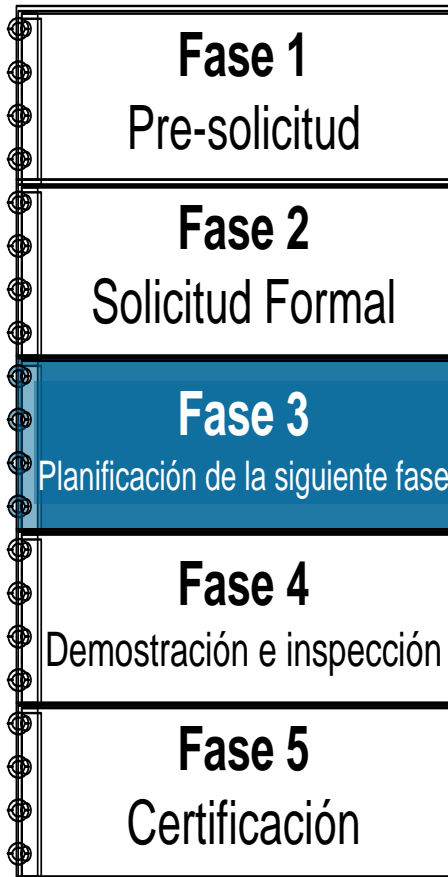 Fase 1
Pre-solicitud
Fase 2
Solicitud Formal
Fase 3
Planificación de la siguiente fase
Fase 4
Demostración e inspección
Fase 5
Certificación